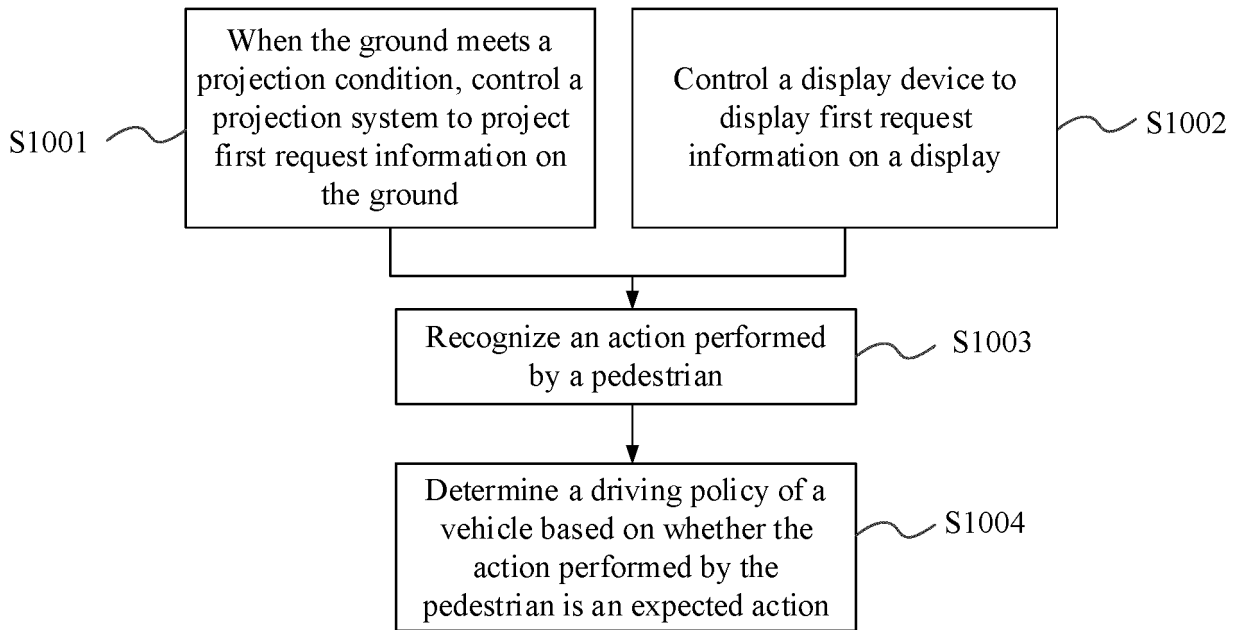 When the ground meets a
projection condition, control a
projection system to project
first request information on
the ground
S1001
Control a display device to
display first request
information on a display
S1002
Recognize an action performed
by a pedestrian
S1003
Determine a driving policy of a
vehicle based on whether the
action performed by the
pedestrian is an expected action
S1004